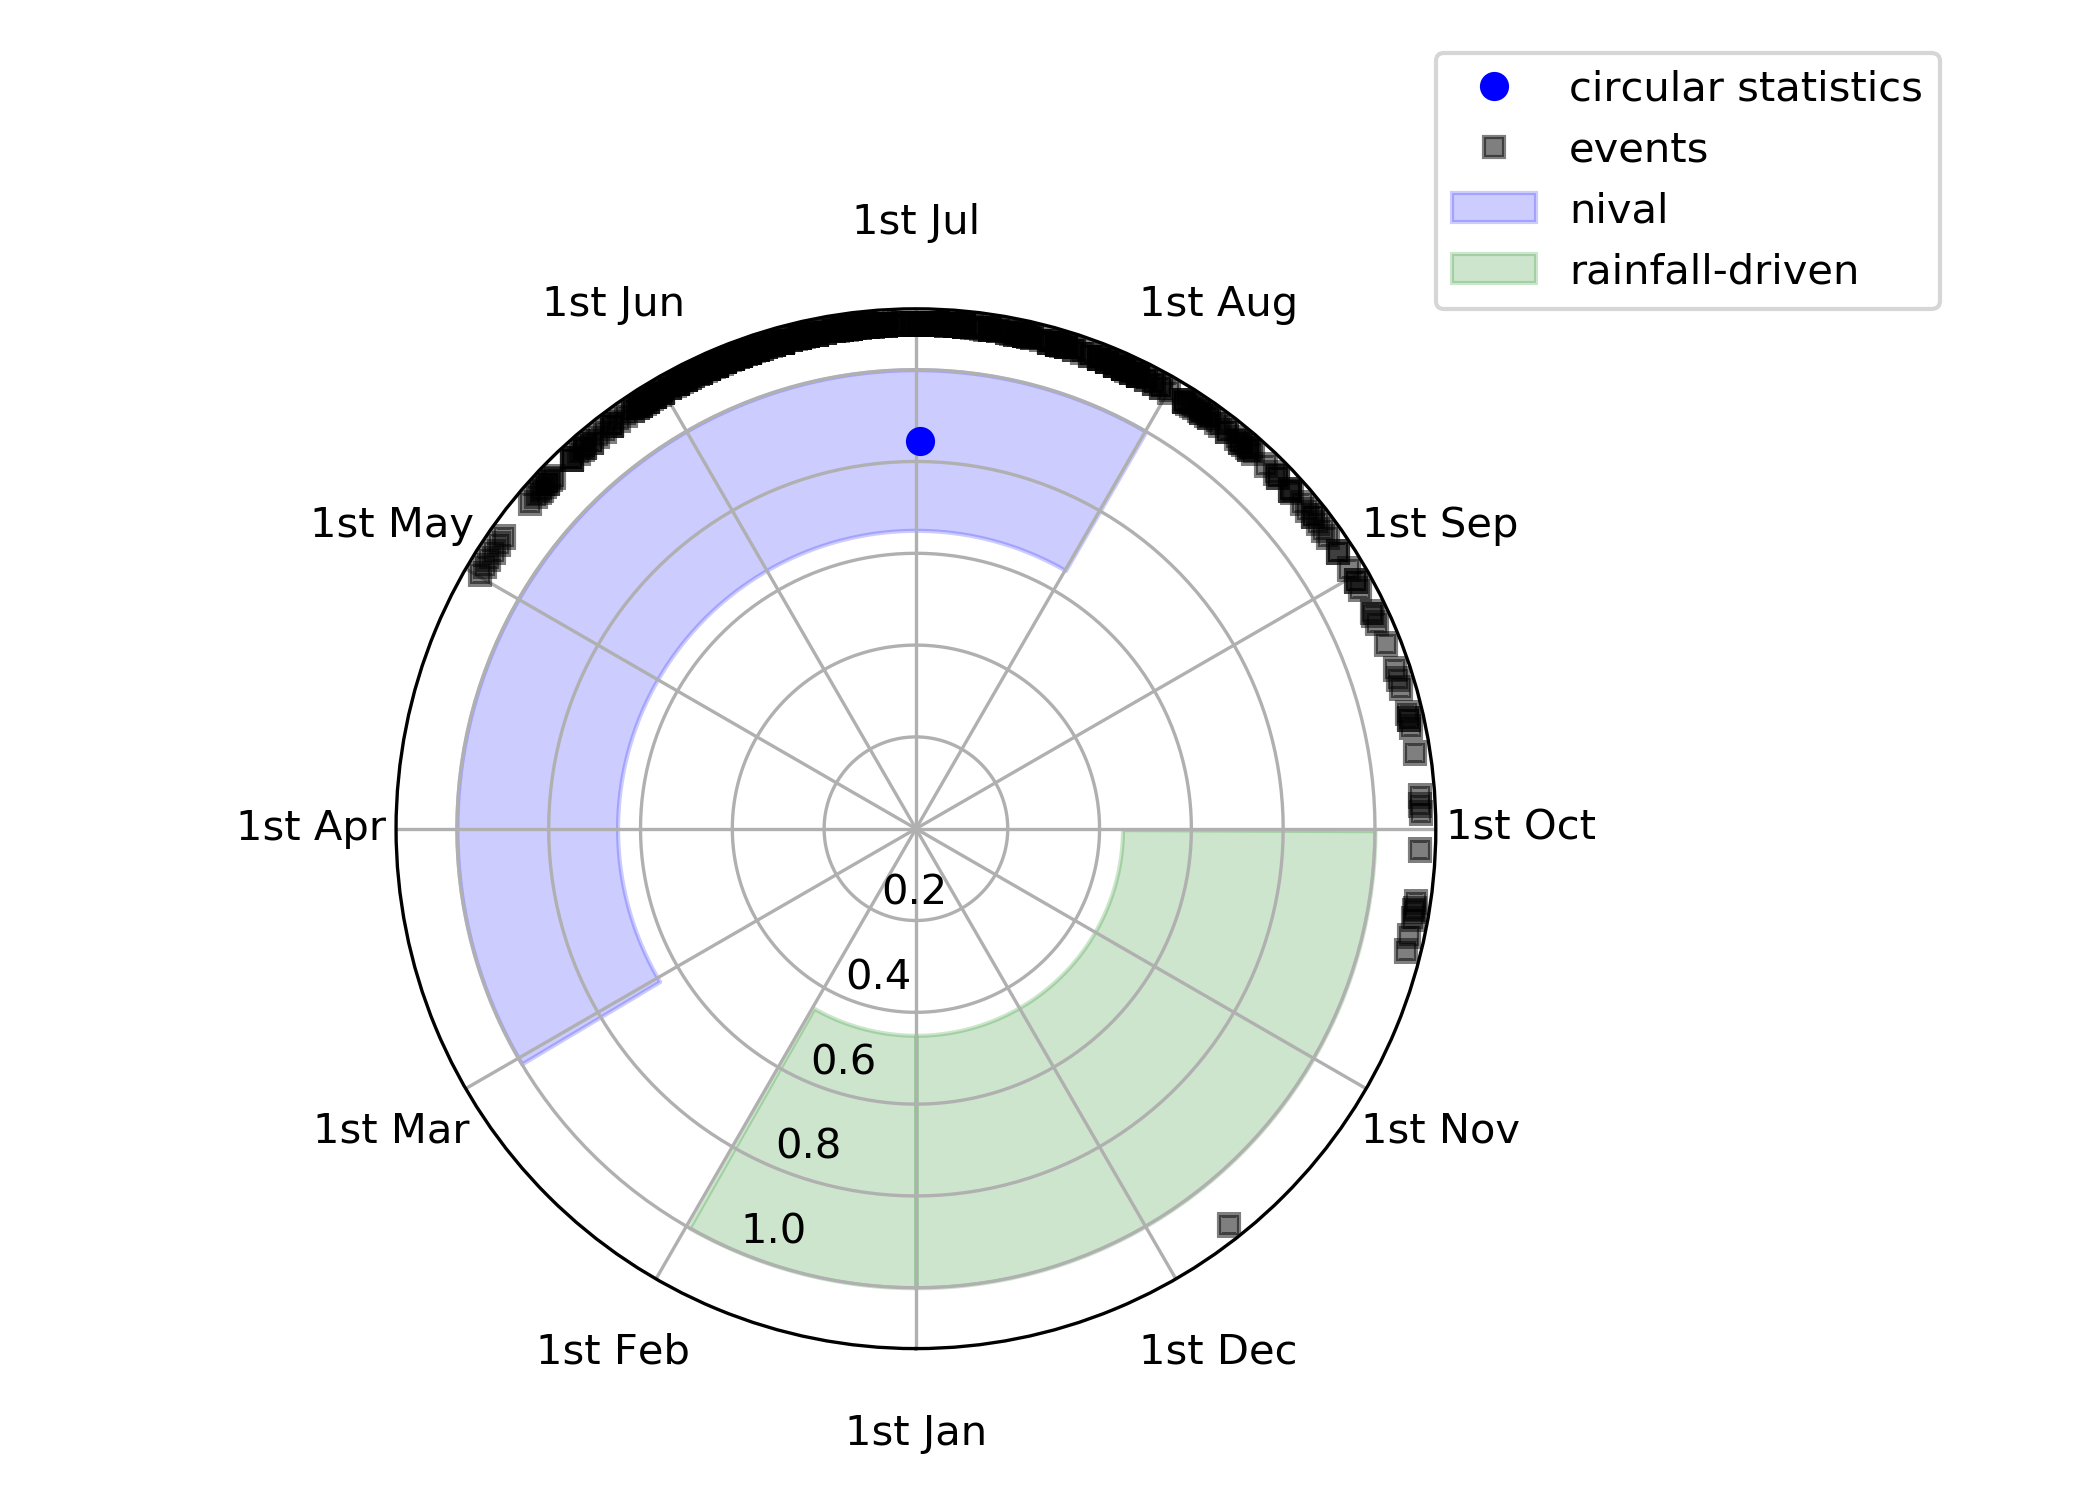 circular statistics
events
nival
rainfall-driven
1st Jul
1st Jun
1st Aug
1st May
1st Sep
1st Apr
1st Oct
0.2
0.4
0.6
1st Mar
1st Nov
0.8
1.0
1st Feb
1st Dec
1st Jan